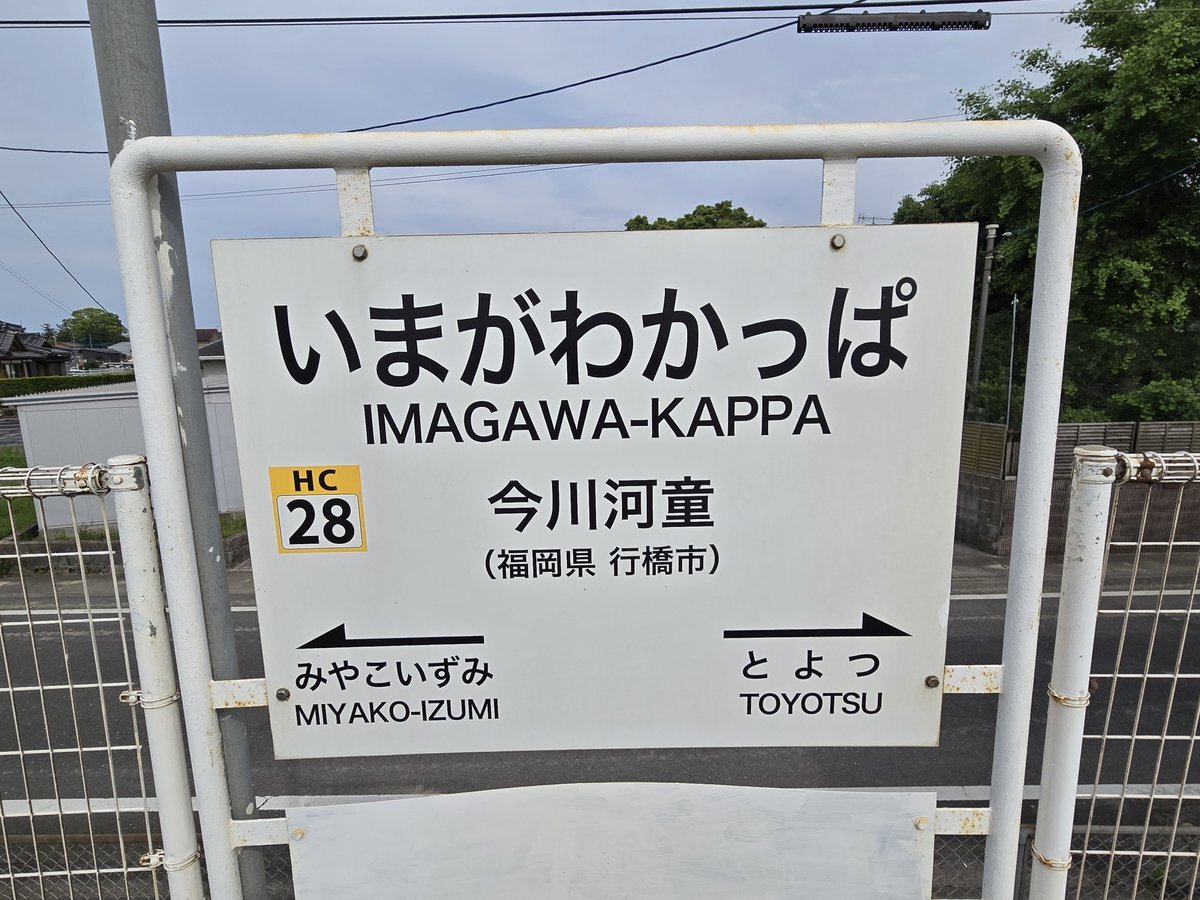 いまがわかっぱ
IMAGAWA-KAPPA
HC
28
今川河童
（福岡県 行橋市）
みやこいずみ
MIYAKO-IZUMI
とよつ
TOYOTSU